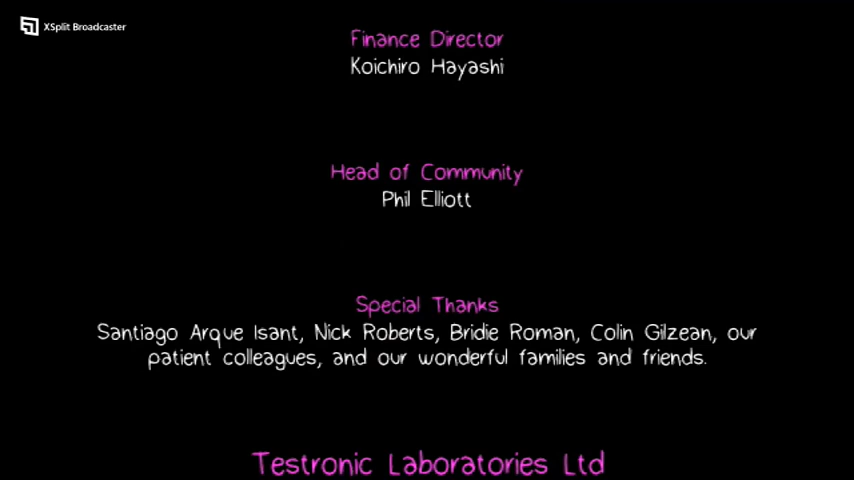 XSplit Broadcaster
Finance Director
Koichiro Hayashi
Head of Community
Phil Elliott
Special Thanks
Santiago Arque Isant, Nick Roberts, Bridie Roman, Colin Gilzean, our
patient colleagues, and our wonderful families and friends.
Testronic Laboratories Ltd